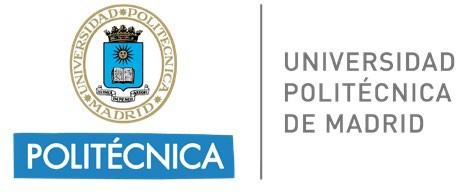 UNIVERSIDAD POLITÉCNICA
MADRID
POLITÉCNICA
UNIVERSIDAD
POLITÉCNICA
DE MADRID